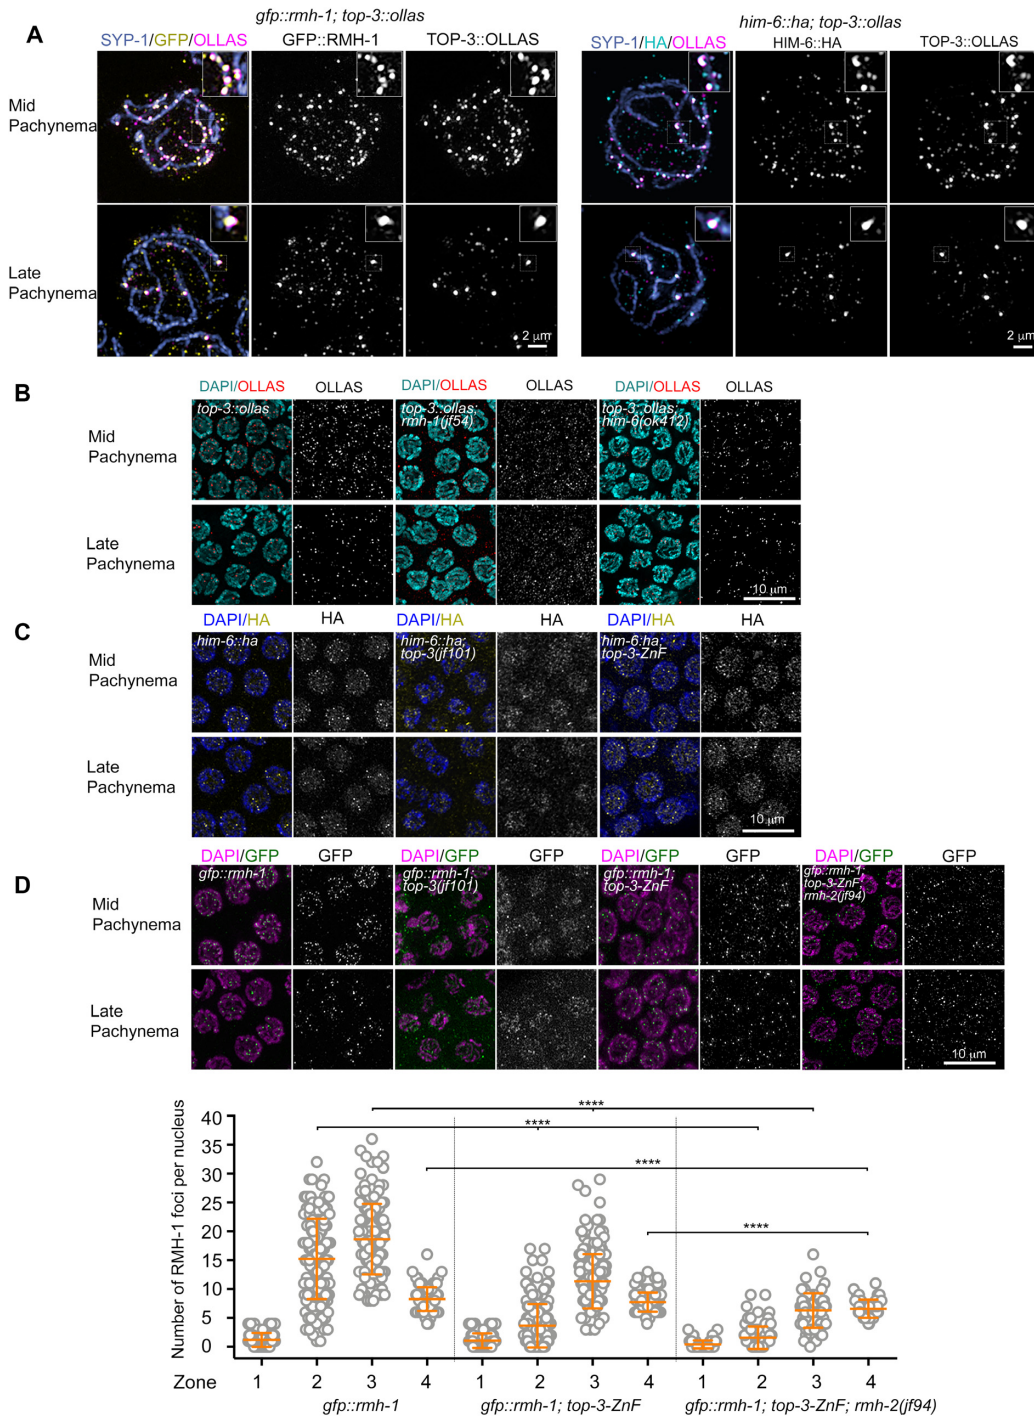 A
gfp::rmh-1; top-3::ollas
him-6::ha; top-3::ollas
SYP-1/GFP/OLLAS
GFP::RMH-1
TOP-3::OLLAS
SYP-1/HA/OLLAS
HIM-6::HA
TOP-3::OLLAS
Mid
Pachynema
Late
Pachynema
2 μm
2 μm
B
DAPI/OLLAS
OLLAS
DAPI/OLLAS
OLLAS
DAPI/OLLAS
OLLAS
top-3::ollas
top-3::ollas;
rmh-1(jf54)
top-3::ollas;
him-6(ok412)
Mid
Pachynema
Late
Pachynema
10 μm
C
DAPI/HA
HA
DAPI/HA
HA
DAPI/HA
HA
him-6::ha
him-6::ha;
top-3(jf101)
him-6::ha;
top-3-ZnF
Mid
Pachynema
Late
Pachynema
10 μm
D
DAPI/GFP
GFP
DAPI/GFP
GFP
DAPI/GFP
GFP
DAPI/GFP
GFP
gfp::rmh-1
gfp::rmh-1;
top-3(jf101)
gfp::rmh-1;
top-3-ZnF
gfp::rmh-1;
top-3-ZnF;
rmh-2(jf94)
Mid
Pachynema
Late
Pachynema
10 μm
Number of RMH-1 foci per nucleus
40
35
30
25
20
15
10
5
0
****
****
****
****
Zone
1 2 3 4 1 2 3 4 1 2 3 4
gfp::rmh-1
gfp::rmh-1; top-3-ZnF
gfp::rmh-1; top-3-ZnF; rmh-2(jf94)